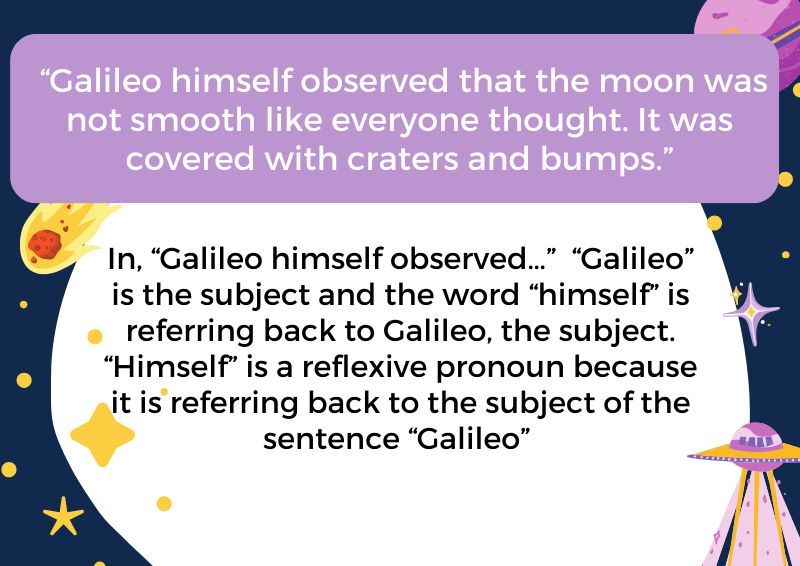 “Galileo himself observed that the moon was
not smooth like everyone thought. It was
covered with craters and bumps.”
In, “Galileo himself observed...”  “Galileo”
is the subject and the word “himself” is
referring back to Galileo, the subject.
“Himself” is a reflexive pronoun because
it is referring back to the subject of the
sentence “Galileo”